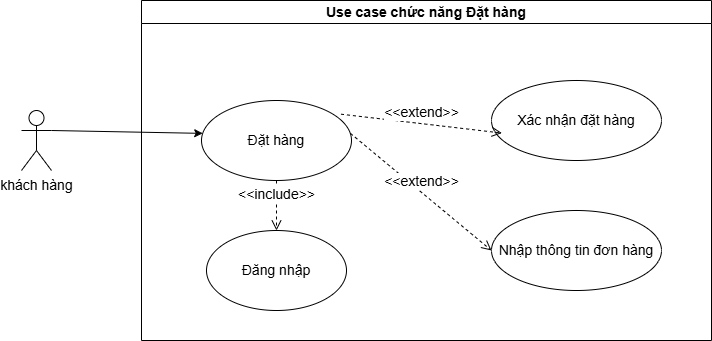 Use case chức năng Đặt hàng
<<extend>>
Xác nhận đặt hàng
Đặt hàng
khách hàng
<<extend>>
<<include>>
Nhập thông tin đơn hàng
Đăng nhập